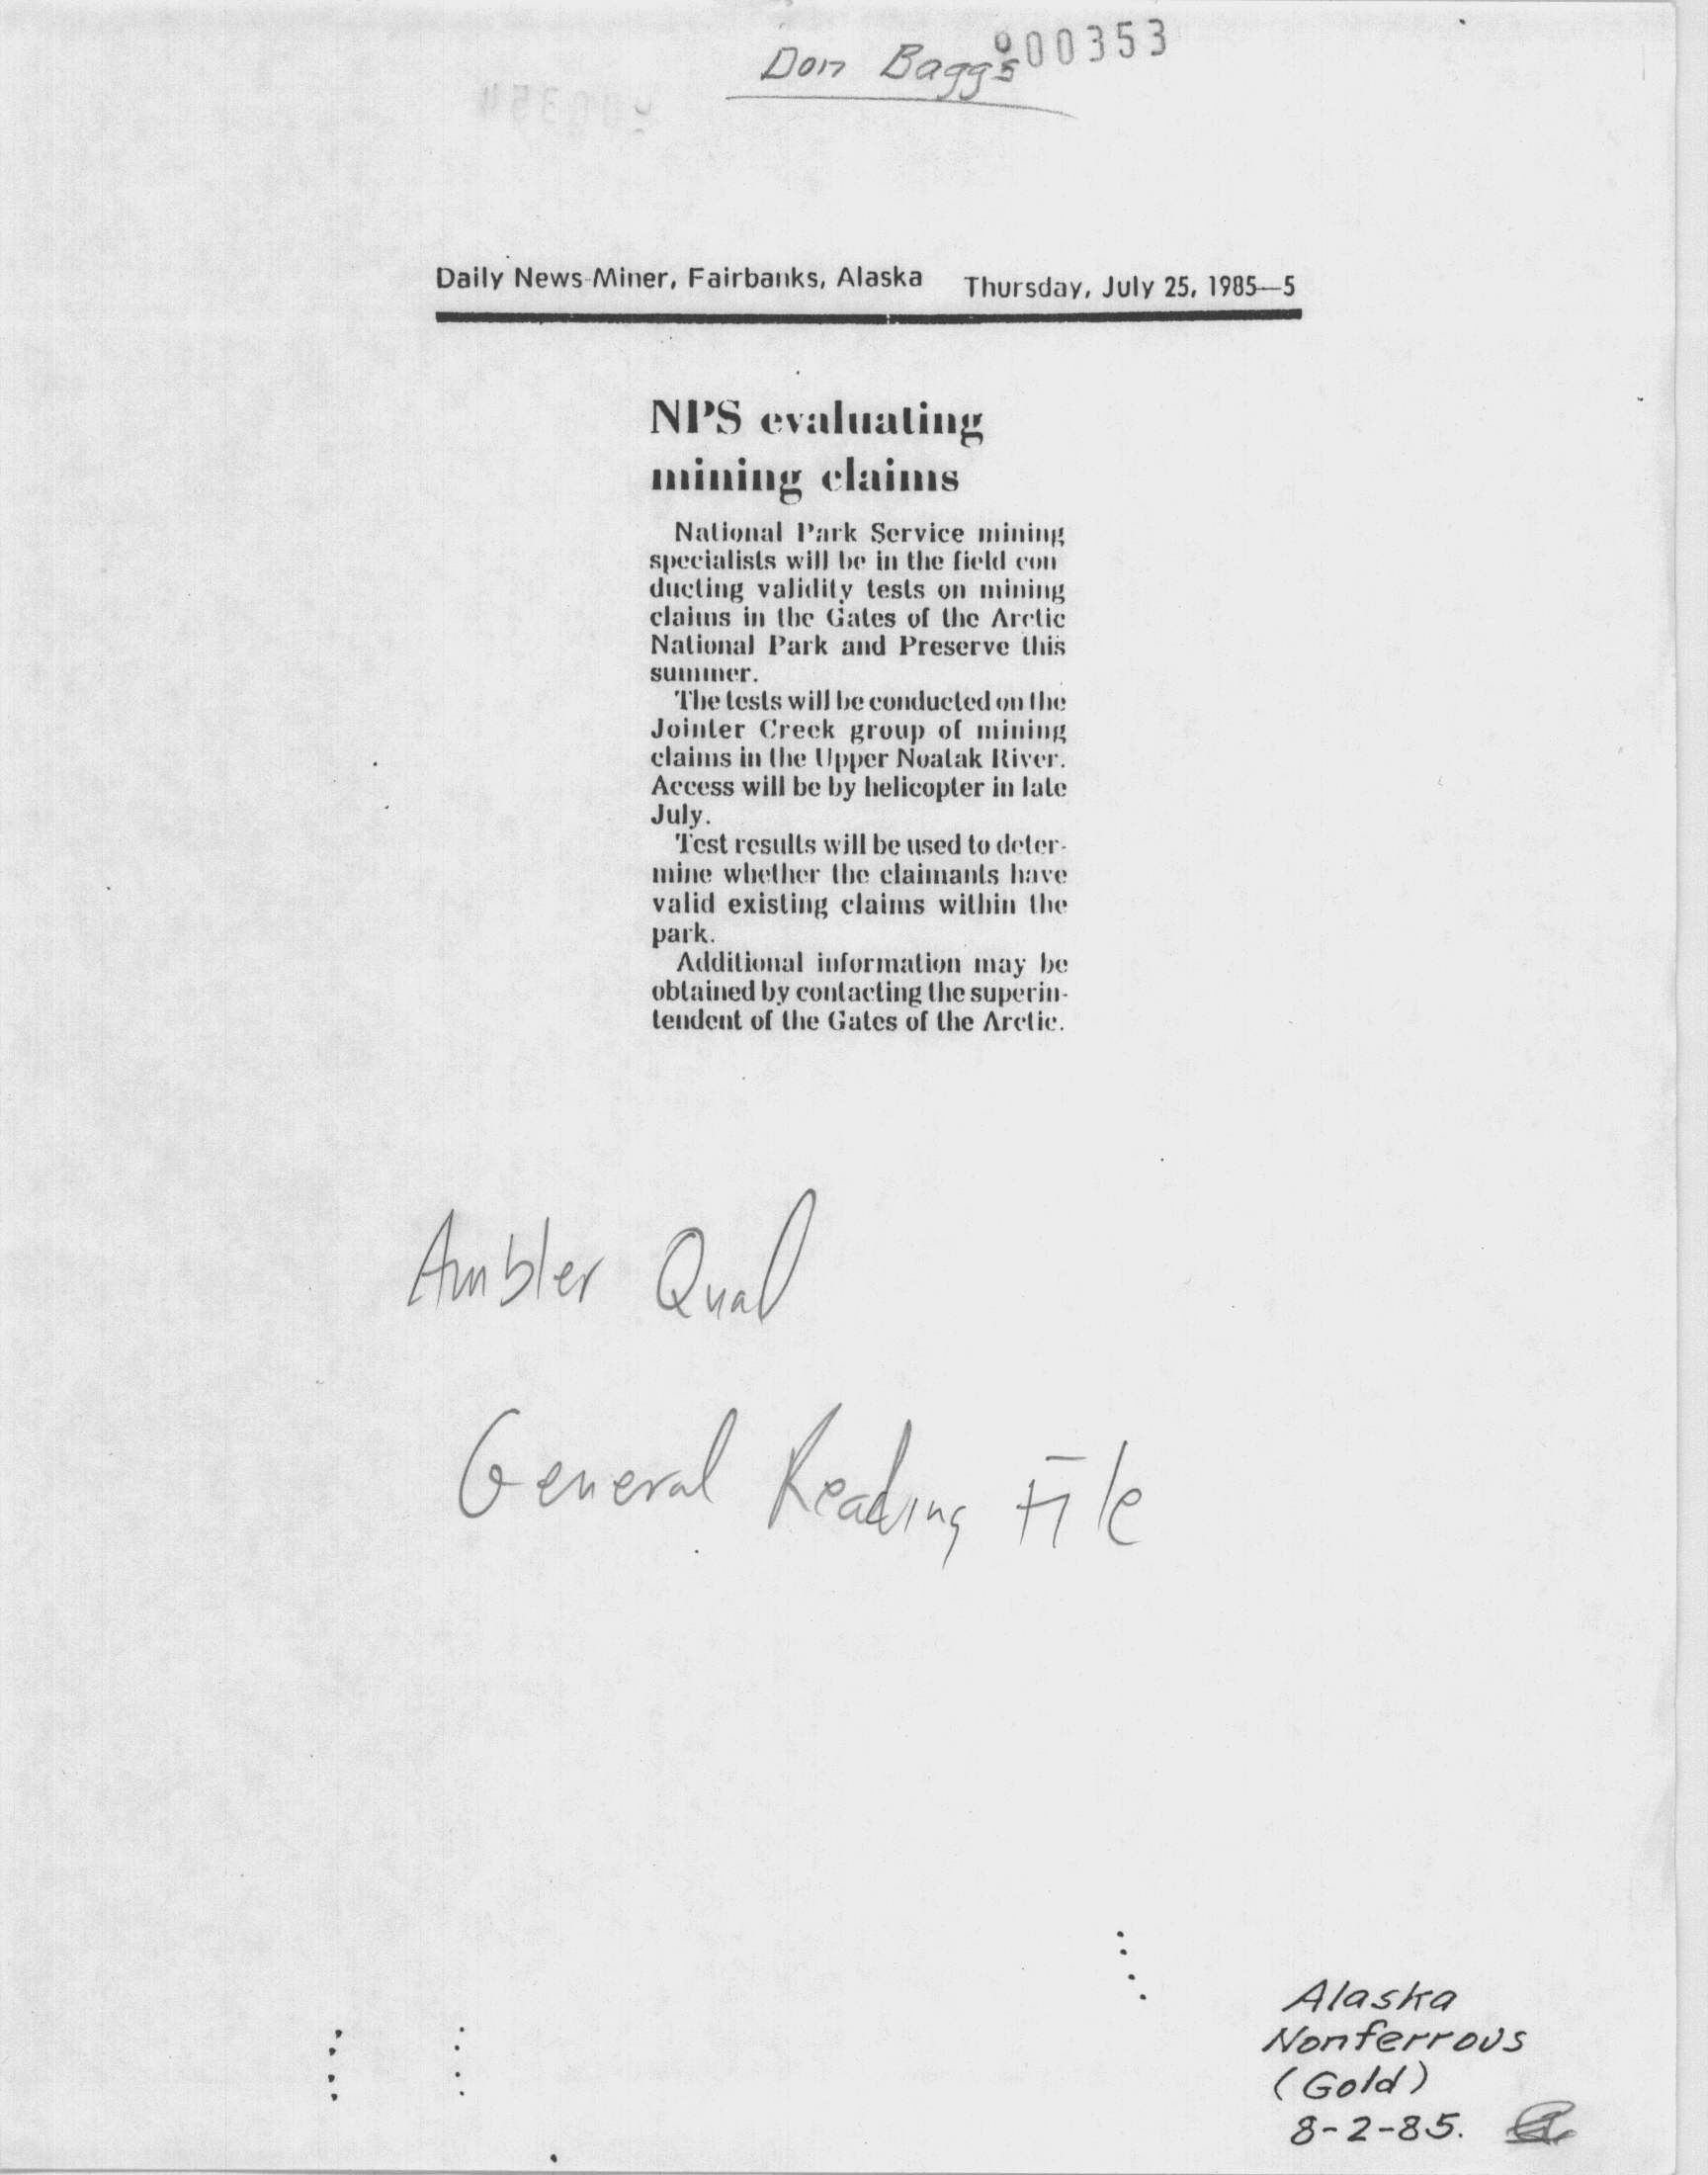 Don Baggs
000353
Daily News-Miner, Fairbanks, Alaska Thursday, July 25, 1985—5
NPS evaluating
mining claims
National Park Service mining
specialists will be in the field con
ducting validity tests on mining
claims in the Gates of the Arctic
National Park and Preserve this
summer.
The tests will be conducted on the
Jointer Creek group of mining
claims in the Upper Noatak River.
Access will be by helicopter in late
July.
Test results will be used to deter-
mine whether the claimants have
valid existing claims within the
park.
Additional information may be
obtained by contacting the superin-
tendent of the Gates of the Arctic.
Ambler Quad
General Reading File
Alaska
Nonferrous
(Gold)
8-2-85.